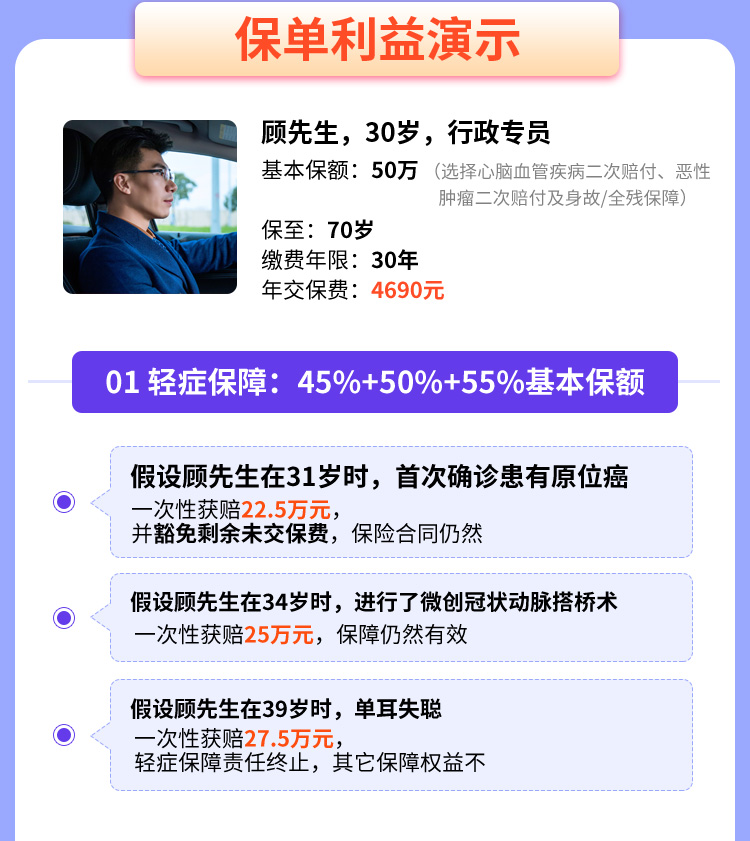 保单利益演示
顾先生，30岁，行政专员
基本保额：50万（选择心脑血管疾病二次赔付、恶性
肿瘤二次赔付及身故/全残保障）
保至：70岁
缴费年限：30年
年交保费：4690元
01 轻症保障：45%+50%+55%基本保额
假设顾先生在31岁时，首次确诊患有原位癌
一次性获赔22.5万元，
并豁免剩余未交保费，保险合同仍然
假设顾先生在34岁时，进行了微创冠状动脉搭桥术
一次性获赔25万元，保障仍然有效
假设顾先生在39岁时，单耳失聪
一次性获赔27.5万元，
轻症保障责任终止，其它保障权益不